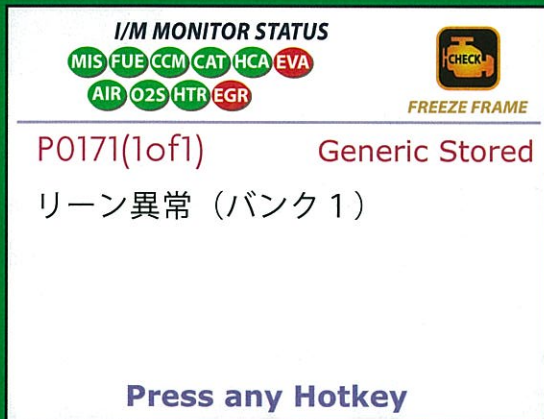 I/M MONITOR STATUS
MIS FUE CCM CAT HCA EVA
AIR O2S HTR EGR
CHECK
FREEZE FRAME
P0171(1of1) Generic Stored
リーン異常（バンク１）
Press any Hotkey